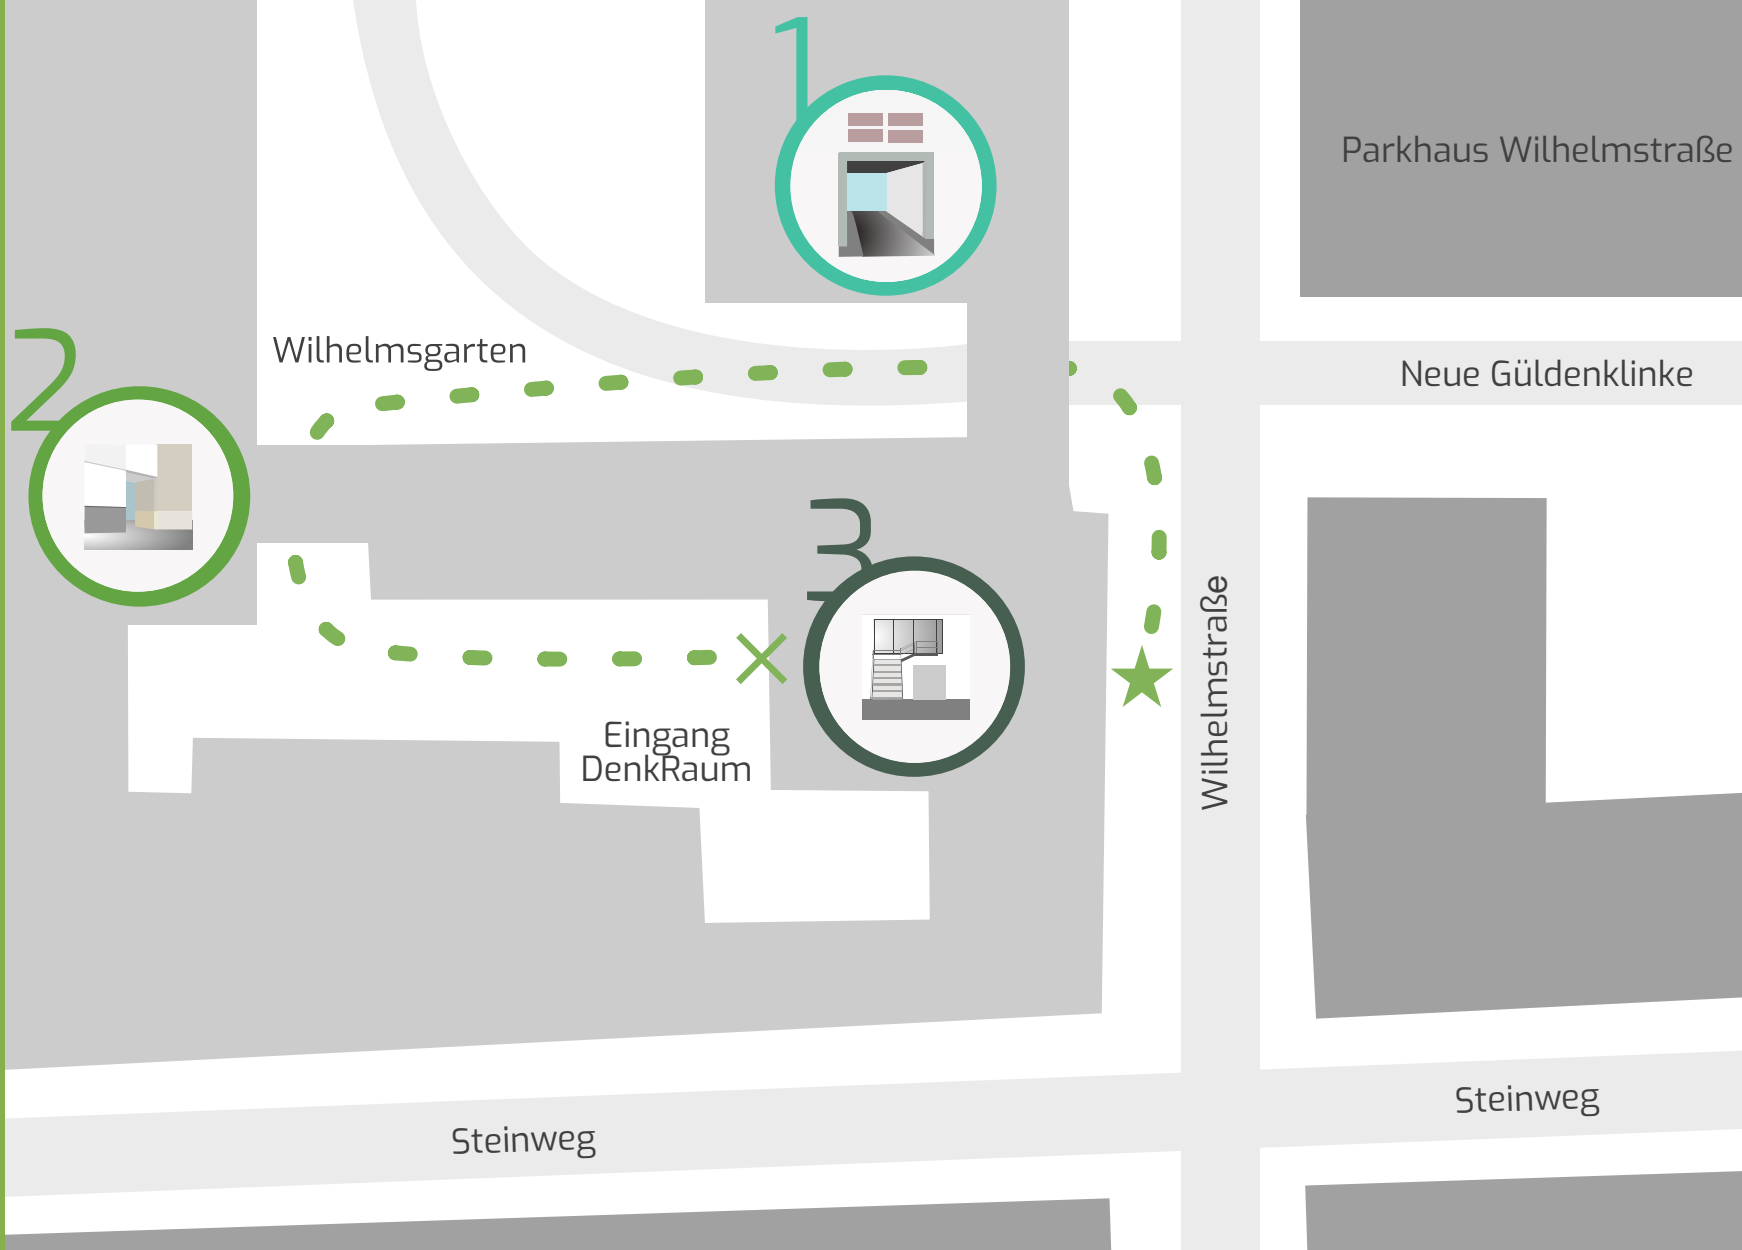 1
Parkhaus Wilhelmstraße
2
Wilhelmsgarten
Neue Güldenklinke
3
Wilhelmstraße
Eingang
DenkRaum
Steinweg
Steinweg